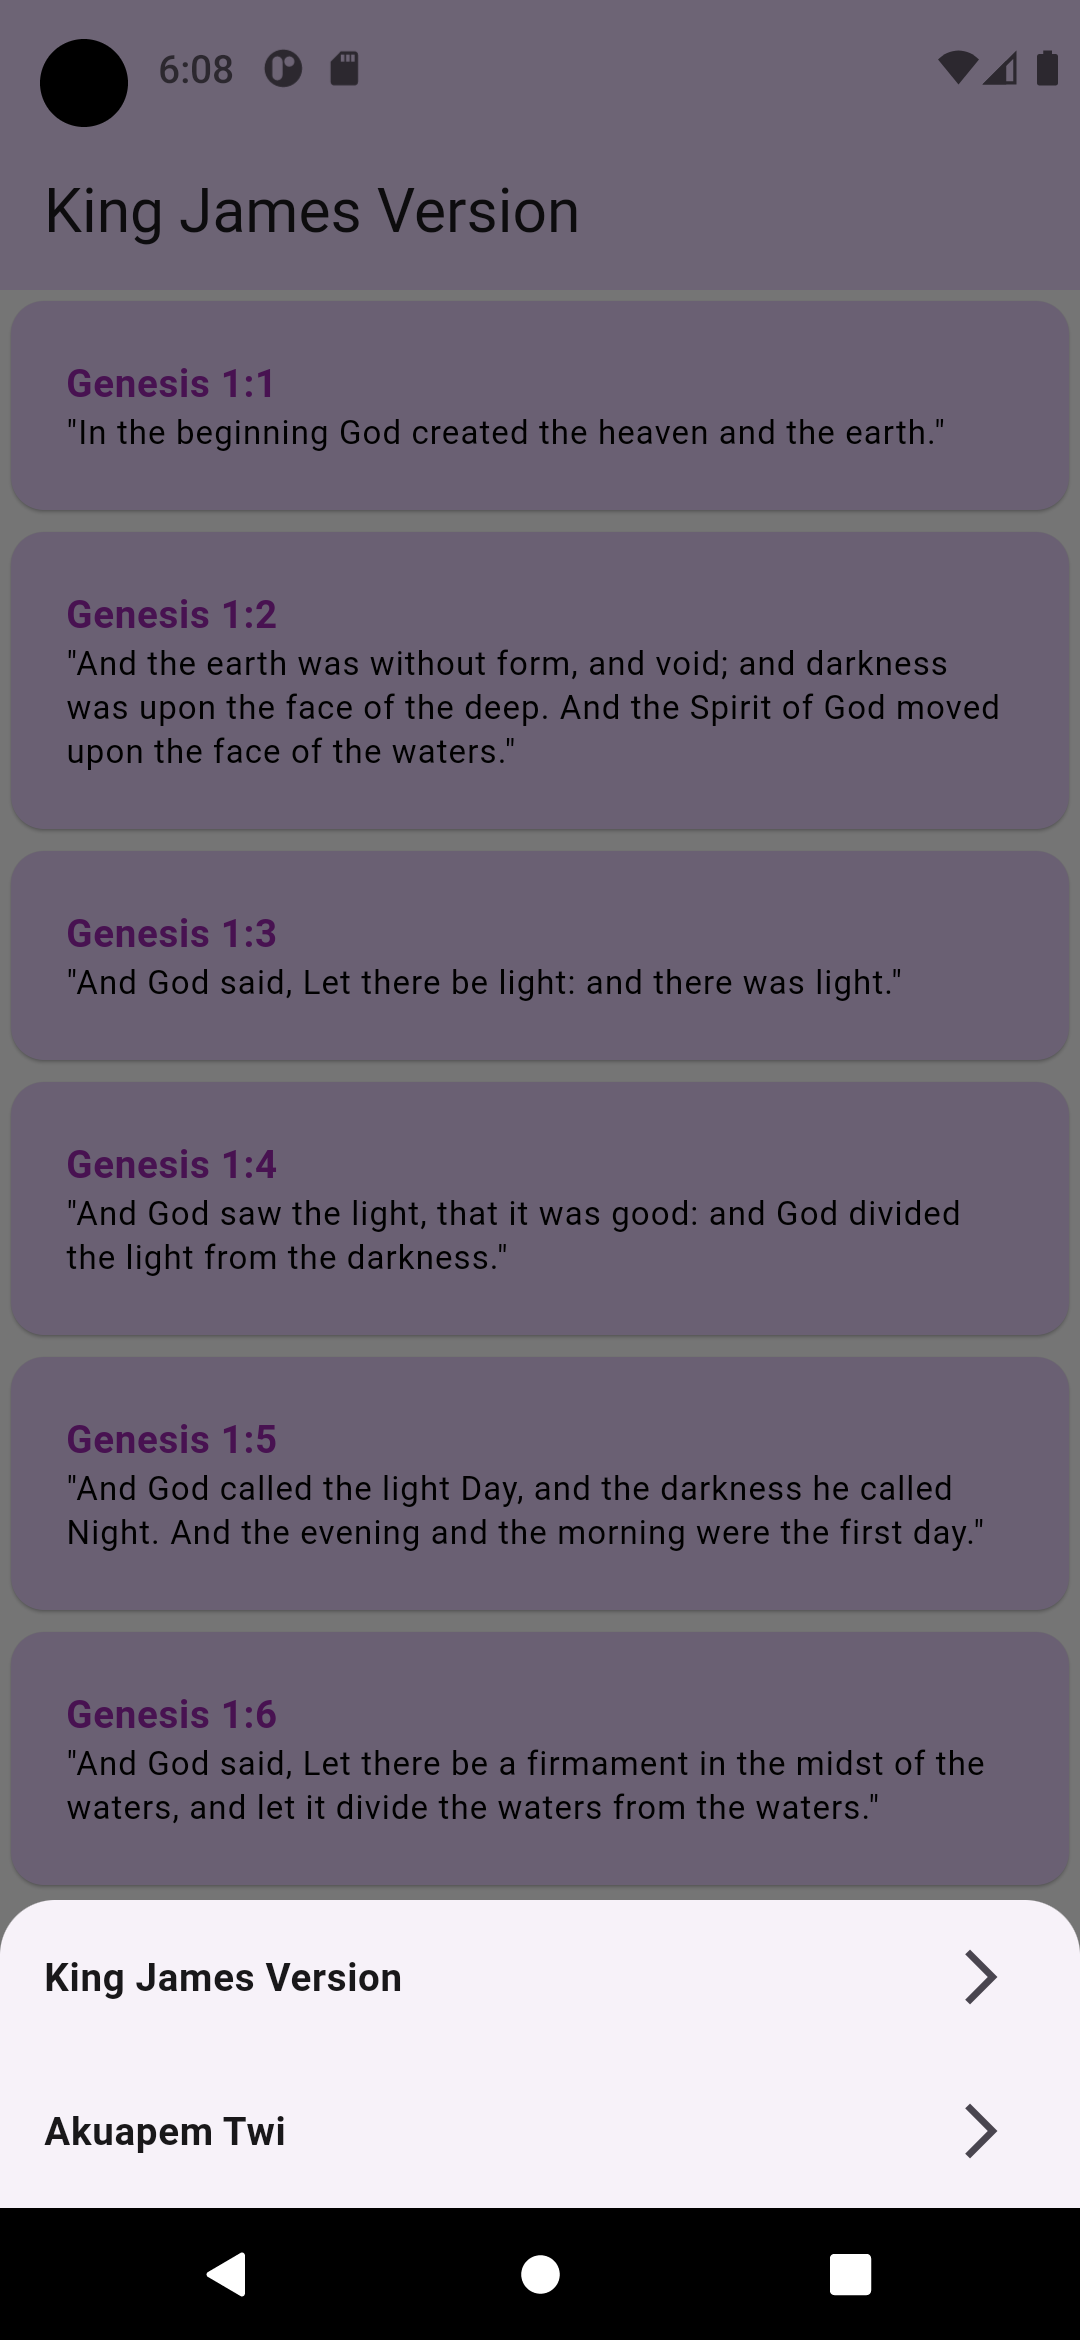 6:08
King James Version
Genesis 1:1
"In the beginning God created the heaven and the earth."
Genesis 1:2
"And the earth was without form, and void; and darkness
was upon the face of the deep. And the Spirit of God moved
upon the face of the waters."
Genesis 1:3
"And God said, Let there be light: and there was light."
Genesis 1:4
"And God saw the light, that it was good: and God divided
the light from the darkness."
Genesis 1:5
"And God called the light Day, and the darkness he called
Night. And the evening and the morning were the first day."
Genesis 1:6
"And God said, Let there be a firmament in the midst of the
waters, and let it divide the waters from the waters."
King James Version
Akuapem Twi